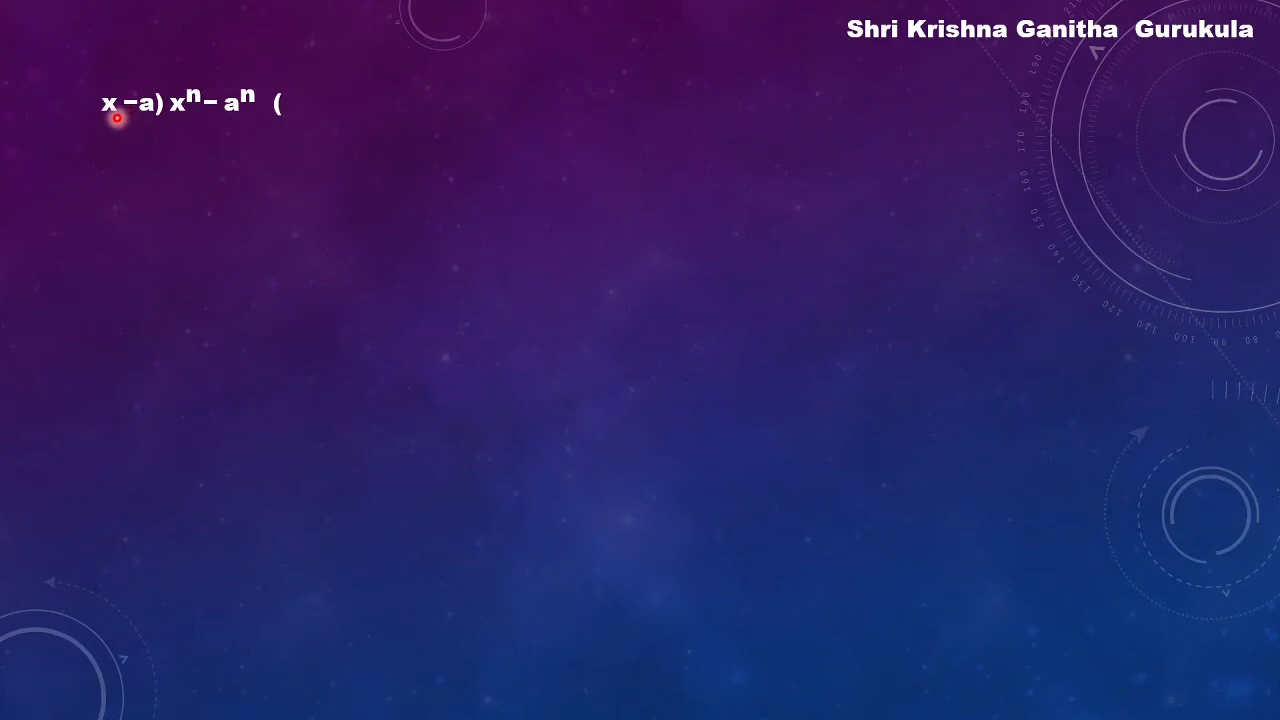 Shri Krishna Ganitha Gurukula
x – a) xⁿ – aⁿ (